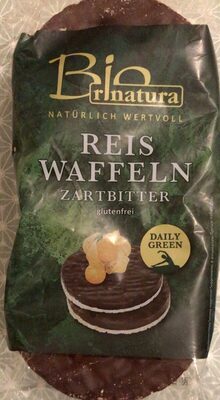 Bio
rinatura
NATÜRLICH WERTVOLL
REIS
WAFFELN
ZARTBITTER
glutenfrei
DAILY
GREEN